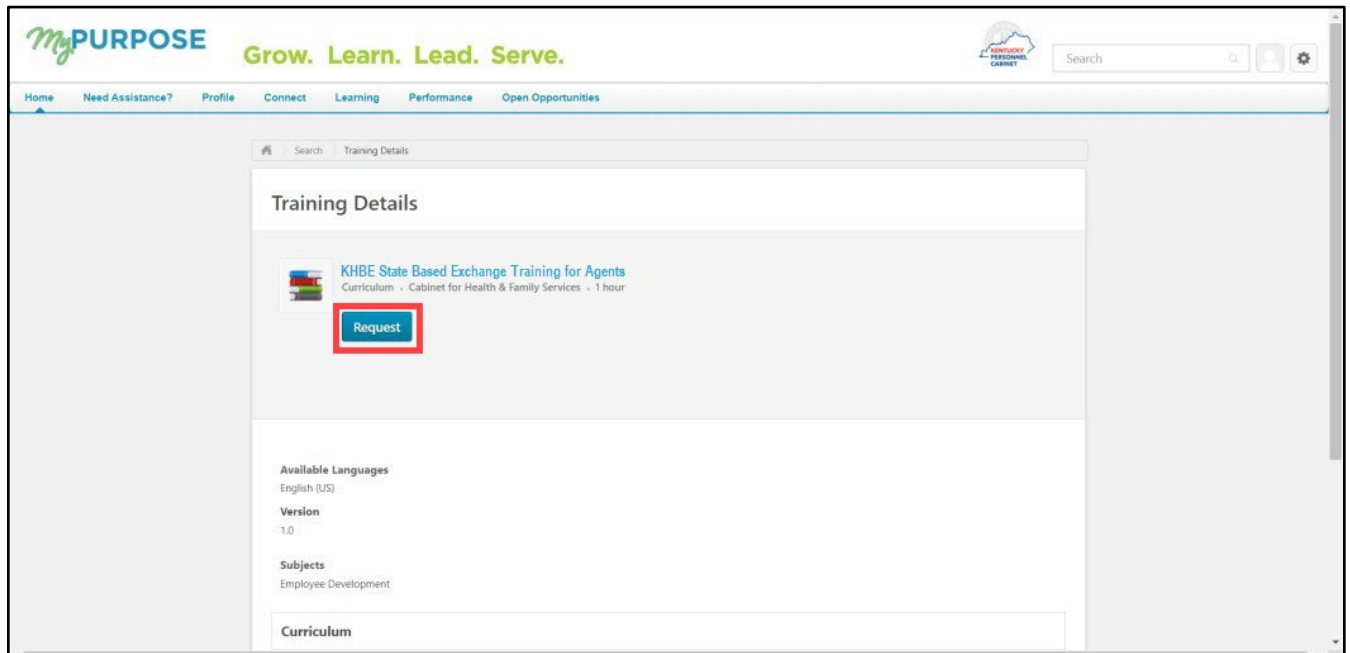 MyPURPOSE
Grow. Learn. Lead. Serve.
KENTUCKY
PERSONNEL
CABINET
Search
Home Need Assistance? Profile Connect Learning Performance Open Opportunities
Search Training Details
Training Details
KHBE State Based Exchange Training for Agents
Curriculum . Cabinet for Health & Family Services . 1 hour
Request
Available Languages
English (US)
Version
1.0
Subjects
Employee Development
Curriculum